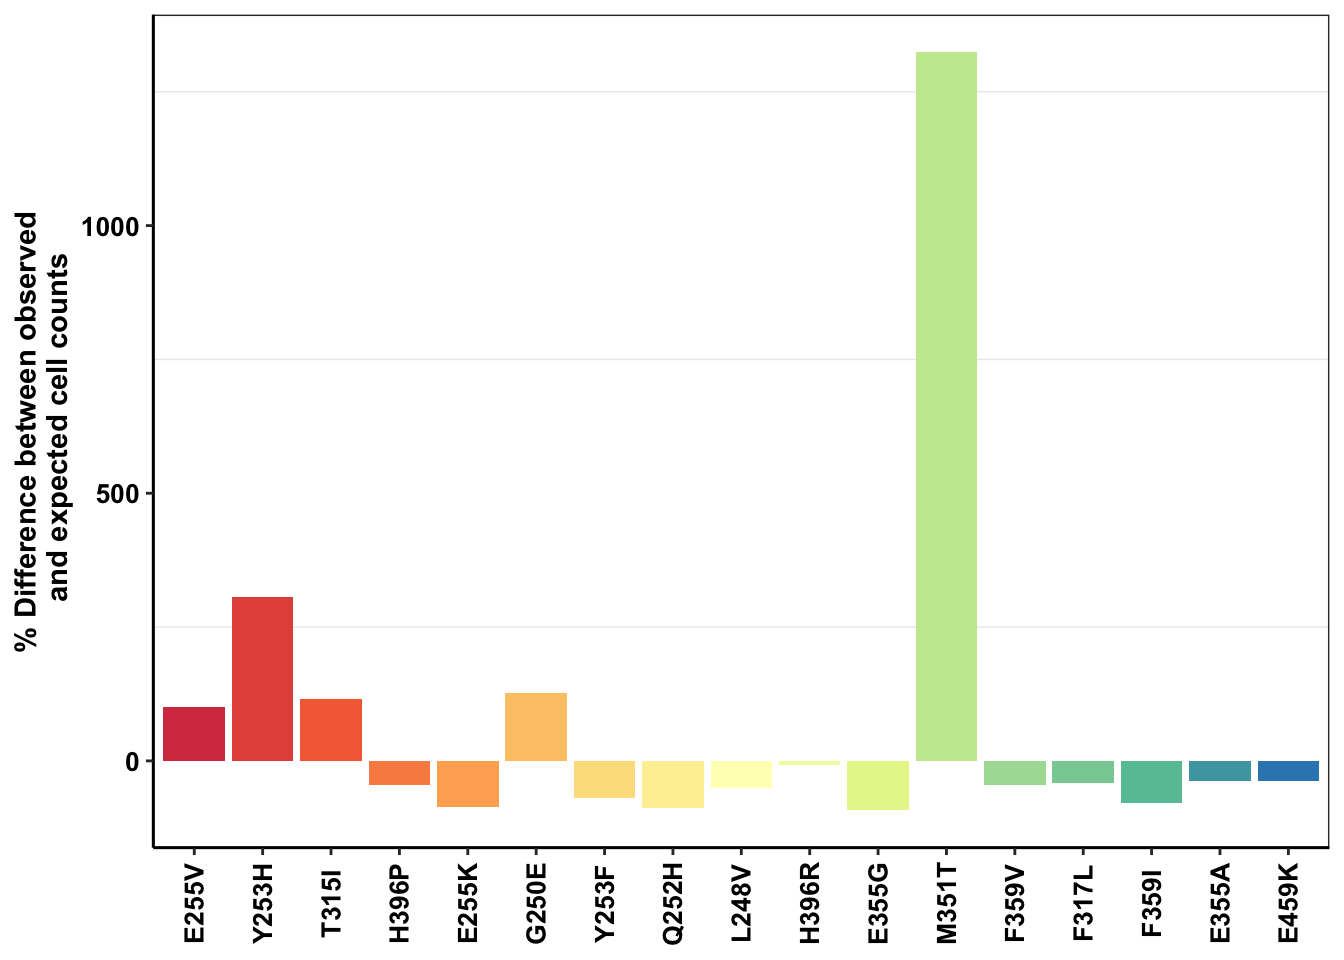 % Difference between observed
and expected cell counts
1000
500
0
E255V
Y253H
T315I
H396P
E255K
G250E
Y253F
Q252H
L248V
H396R
E355G
M351T
F359V
F317L
F359I
E355A
E459K